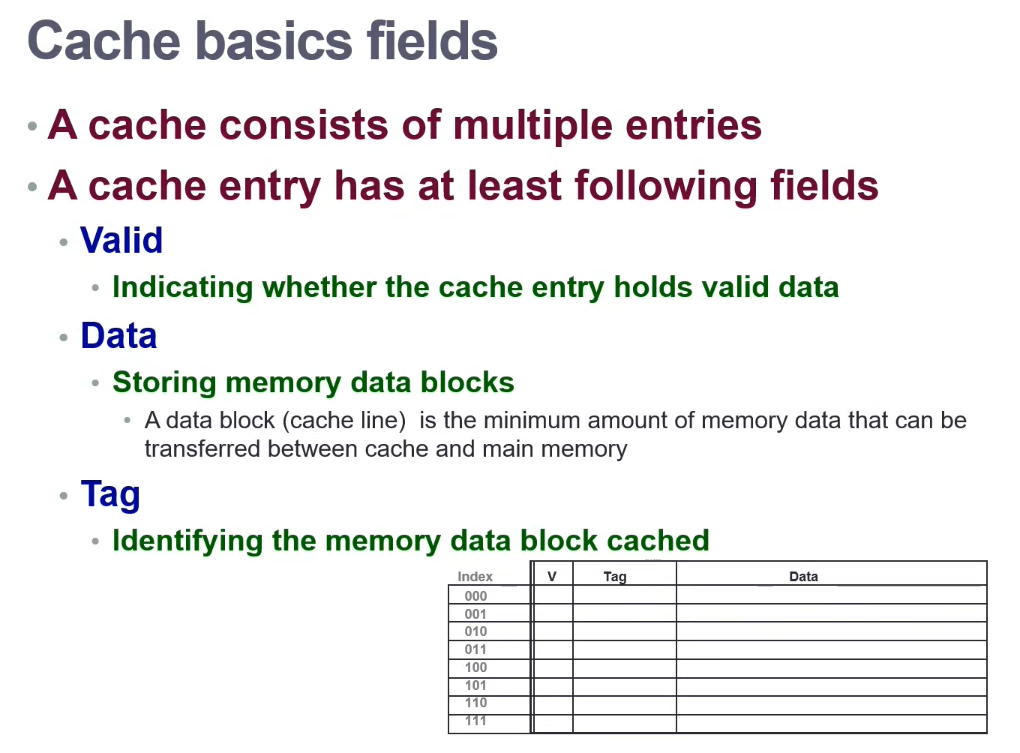 Cache basics fields
• A cache consists of multiple entries
• A cache entry has at least following fields
• Valid
• Indicating whether the cache entry holds valid data
• Data
• Storing memory data blocks
• A data block (cache line) is the minimum amount of memory data that can be
transferred between cache and main memory
• Tag
• Identifying the memory data block cached
Index V Tag Data
000
001
010
011
100
101
110
111